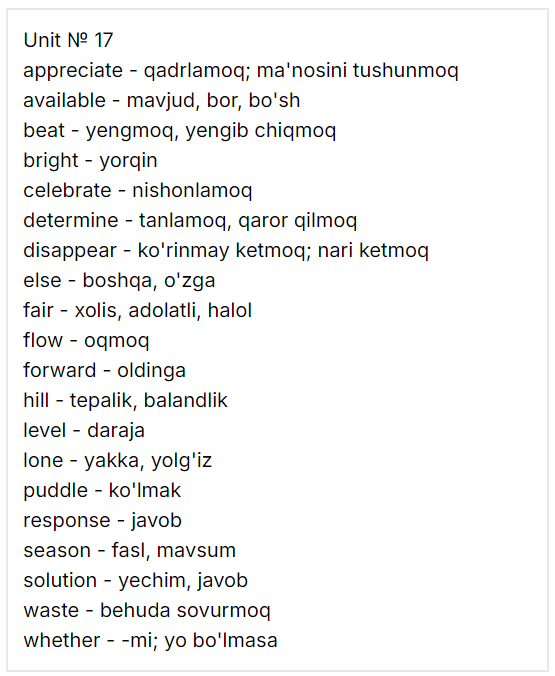 Unit № 17
appreciate - qadrlamoq; ma'nosini tushunmoq
available - mavjud, bor, bo'sh
beat - yengmoq, yengib chiqmoq
bright - yorqin
celebrate - nishonlamoq
determine - tanlamoq, qaror qilmoq
disappear - ko'rinmay ketmoq; nari ketmoq
else - boshqa, o'zga
fair - xolis, adolatli, halol
flow - oqmoq
forward - oldinga
hill - tepalik, balandlik
level - daraja
lone - yakka, yolg'iz
puddle - ko'lmak
response - javob
season - fasl, mavsum
solution - yechim, javob
waste - behuda sovurmoq
whether - -mi; yo bo'lmasa